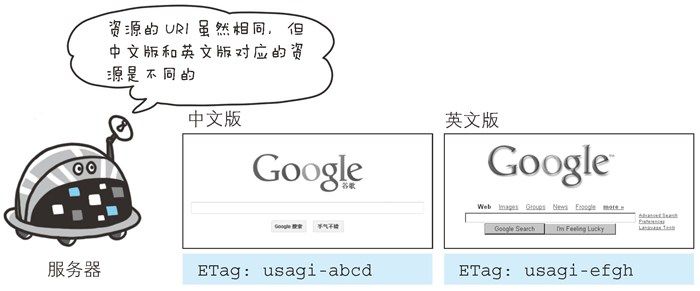 资源的 URI 虽然相同，但
中文版和英文版对应的资
源是不同的
服务器
中文版
Google
谷歌
Google 搜索 手气不错
ETag: usagi-abcd
英文版
Google™
Web Images Groups News Froogle more »
Advanced Search
Preferences
Language Tools
Google Search I'm Feeling Lucky
ETag: usagi-efgh